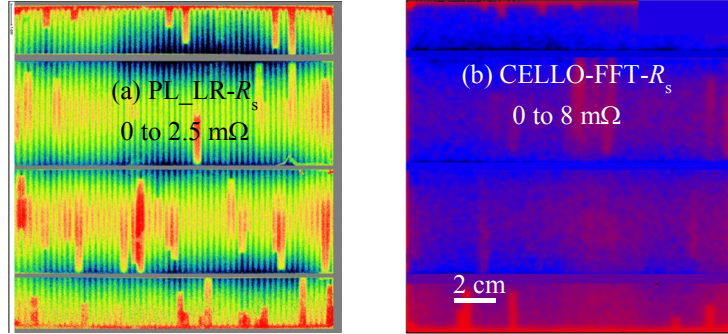 (a) PL_LR-Rs
0 to 2.5 mΩ
(b) CELLO-FFT-Rs
0 to 8 mΩ
2 cm